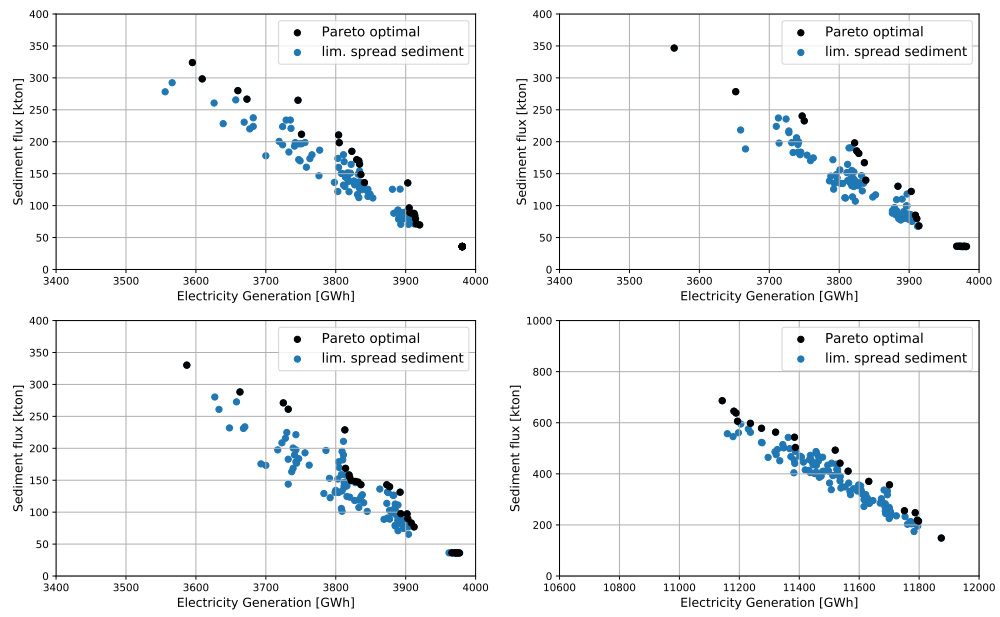 400
350
300
250
200
150
100
50
0
Sediment flux [kton]
Pareto optimal
lim. spread sediment
3400 3500 3600 3700 3800 3900 4000
Electricity Generation [GWh]
400
350
300
250
200
150
100
50
0
Sediment flux [kton]
Pareto optimal
lim. spread sediment
3400 3500 3600 3700 3800 3900 4000
Electricity Generation [GWh]
400
350
300
250
200
150
100
50
0
Sediment flux [kton]
Pareto optimal
lim. spread sediment
3400 3500 3600 3700 3800 3900 4000
Electricity Generation [GWh]
1000
800
600
400
200
0
Sediment flux [kton]
Pareto optimal
lim. spread sediment
10600 10800 11000 11200 11400 11600 11800 12000
Electricity Generation [GWh]